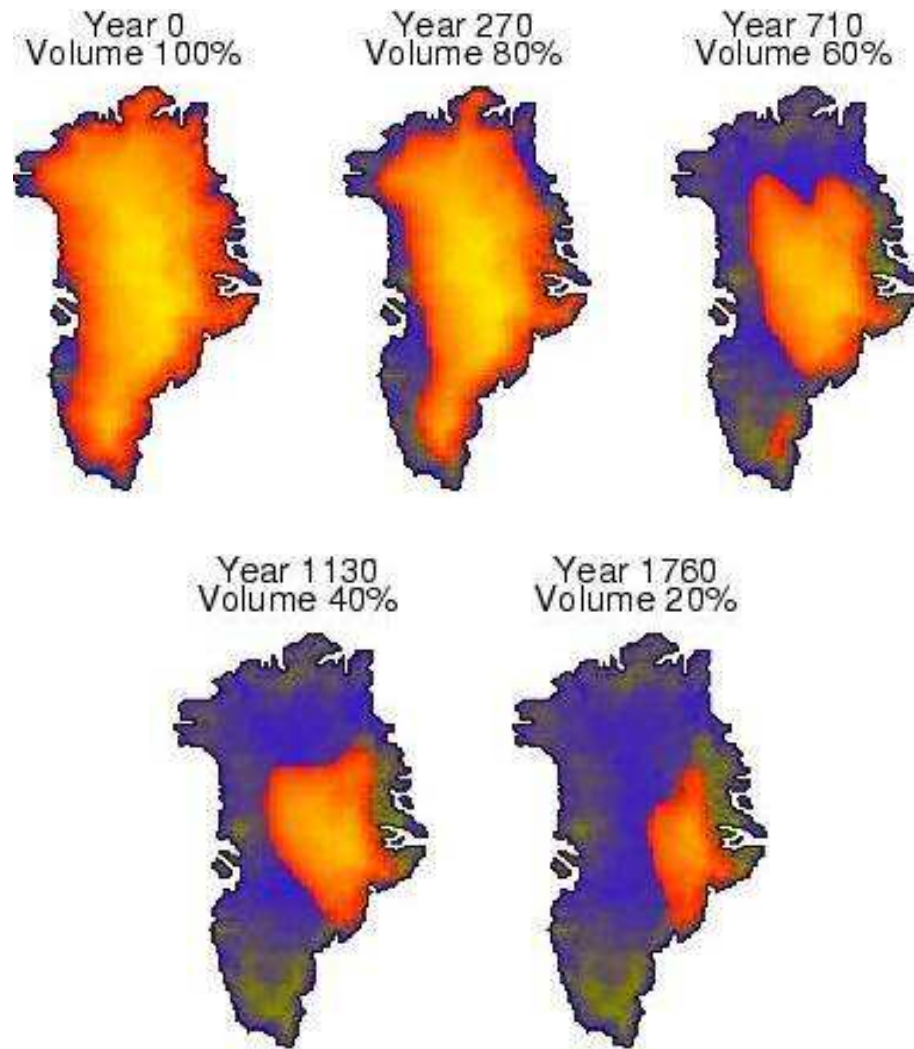 Year 0
Volume 100%
Year 270
Volume 80%
Year 710
Volume 60%
Year 1130
Volume 40%
Year 1760
Volume 20%